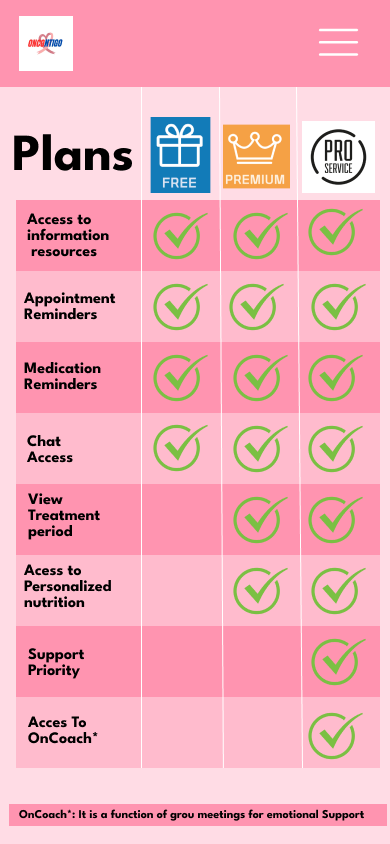 ONCONTIGO
Plans
FREE
PREMIUM
PRO
SERVICE
Access to
information
resources
Appointment
Reminders
Medication
Reminders
Chat
Access
View
Treatment
period
Acess to
Personalized
nutrition
Support
Priority
Acces To
OnCoach*
OnCoach*: It is a function of grou meetings for emotional Support